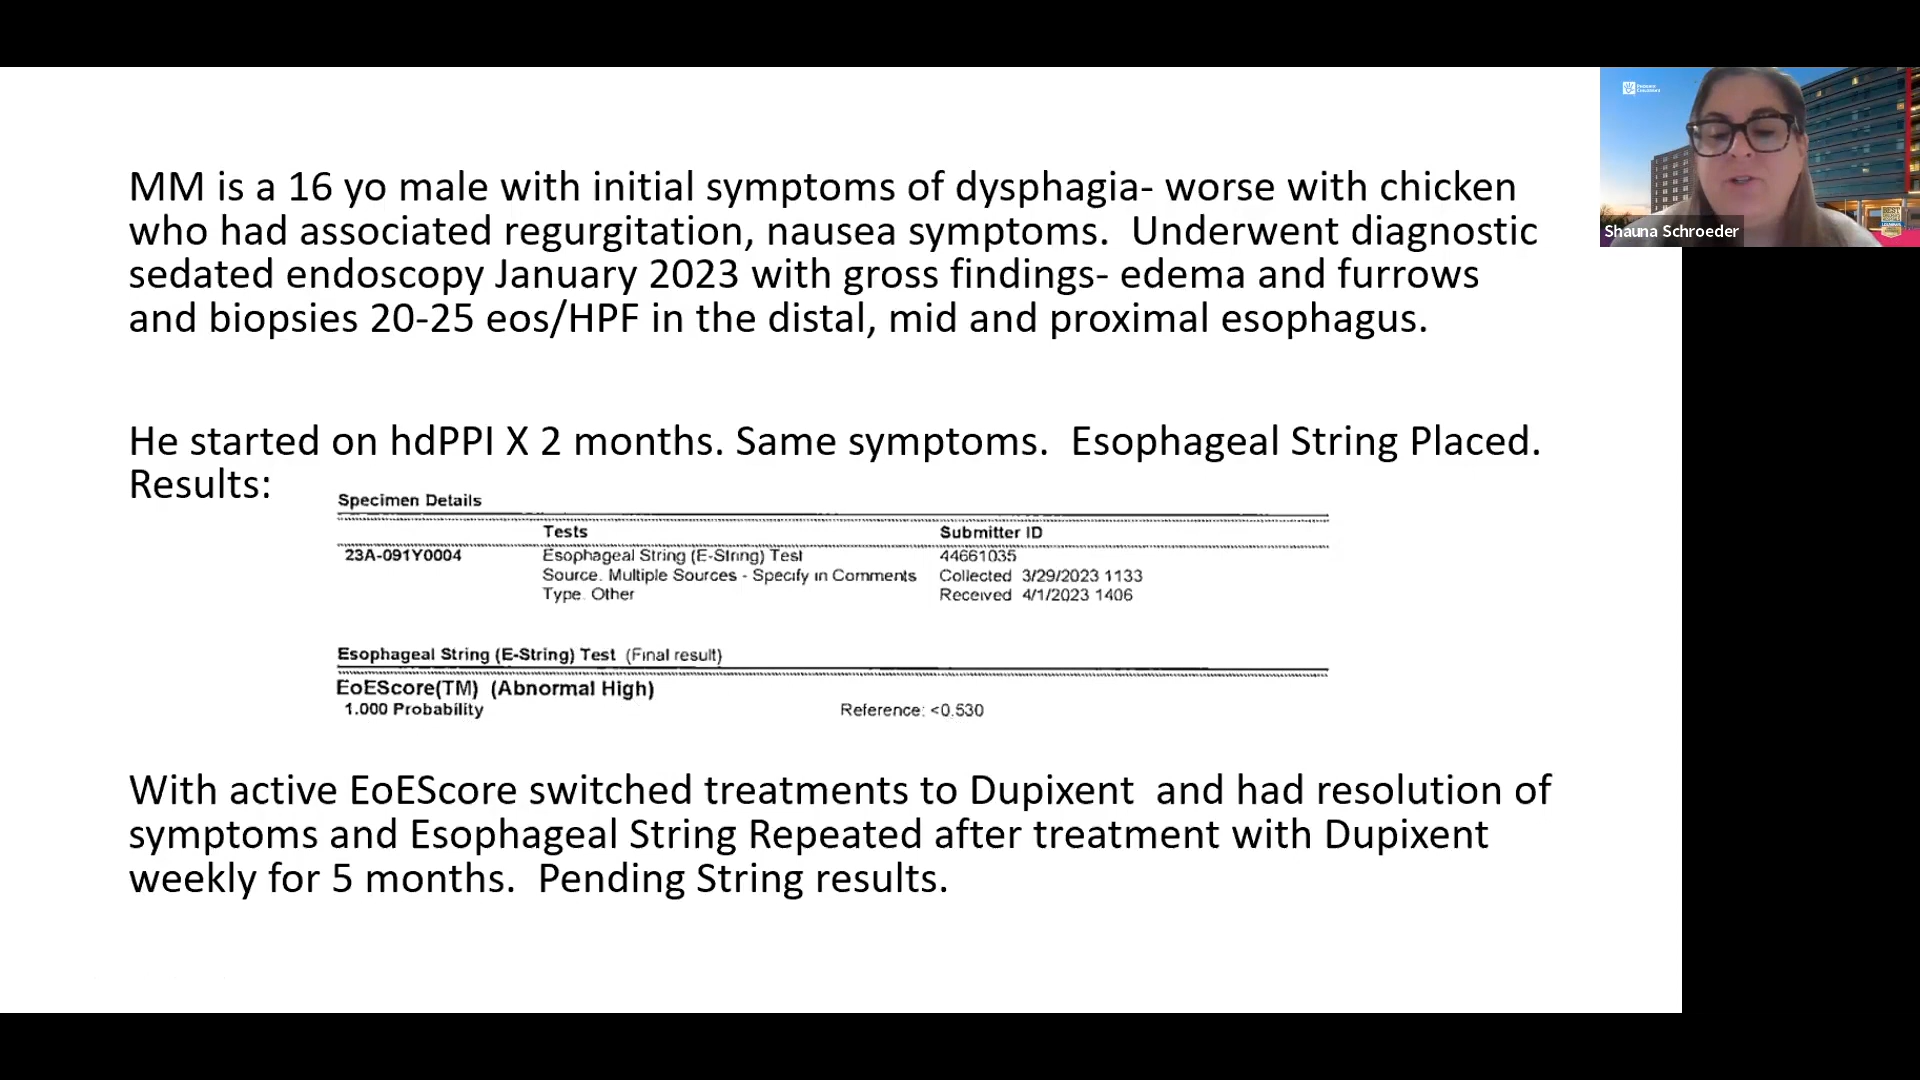 MM is a 16 yo male with initial symptoms of dysphagia- worse with chicken
who had associated regurgitation, nausea symptoms.  Underwent diagnostic
sedated endoscopy January 2023 with gross findings- edema and furrows
and biopsies 20-25 eos/HPF in the distal, mid and proximal esophagus.
He started on hdPPI X 2 months. Same symptoms.  Esophageal String Placed.
Results:
Specimen Details
Tests Submitter ID
23A-091Y0004 Esophageal String (E-String) Test 44661035
Source. Multiple Sources - Specify in Comments Collected 3/29/2023 1133
Type. Other Received 4/1/2023 1406
Esophageal String (E-String) Test (Final result)
EoEScore(TM) (Abnormal High)
1.000 Probability Reference: <0.530
With active EoEScore switched treatments to Dupixent  and had resolution of
symptoms and Esophageal String Repeated after treatment with Dupixent
weekly for 5 months.  Pending String results.
Shauna Schroeder